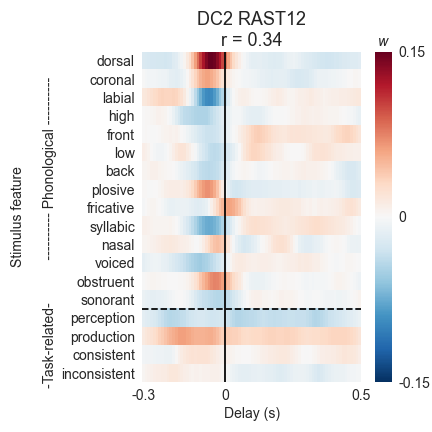 DC2 RAST12
r = 0.34
w
Stimulus feature
---------- Phonological ----------
-Task-related-
dorsal
coronal
labial
high
front
low
back
plosive
fricative
syllabic
nasal
voiced
obstruent
sonorant
perception
production
consistent
inconsistent
0.15
0
-0.15
-0.3
0
0.5
Delay (s)